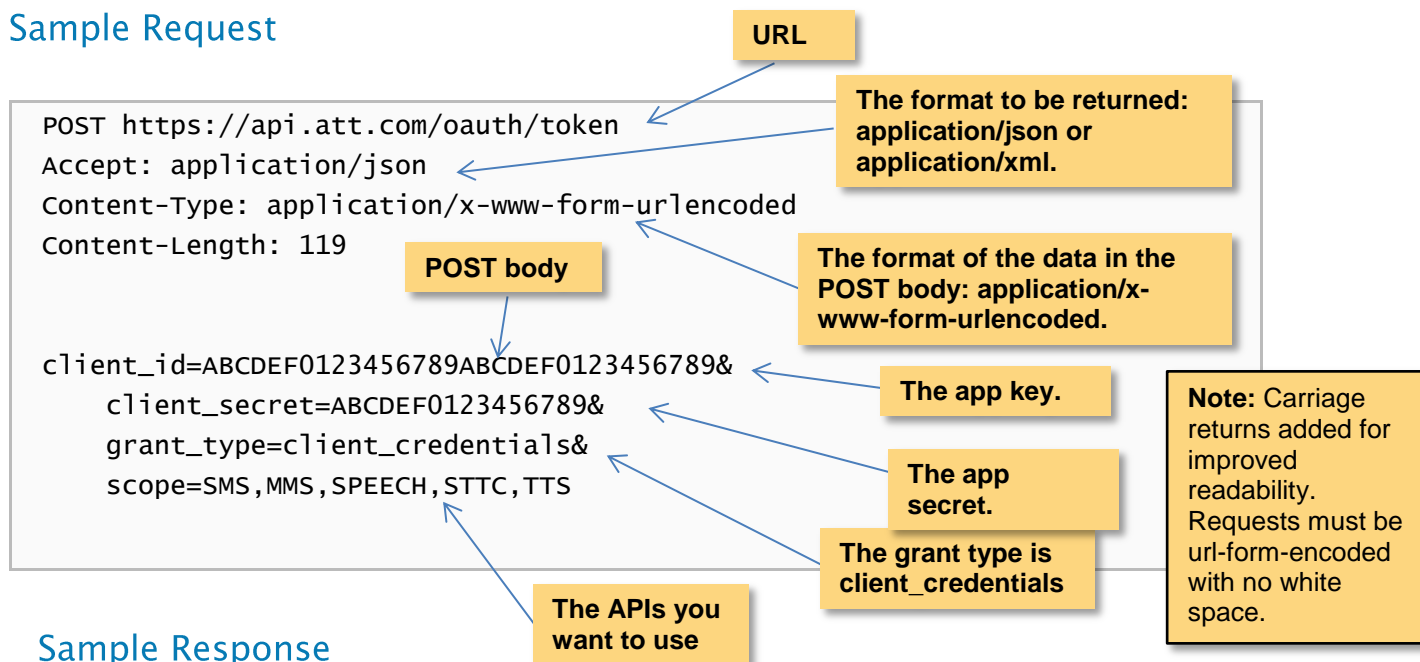 Sample Request
URL
POST https://api.att.com/oauth/token
Accept: application/json
Content-Type: application/x-www-form-urlencoded
Content-Length: 119
The format to be returned:
application/json or
application/xml.
POST body
The format of the data in the
POST body: application/x-
www-form-urlencoded.
client_id=ABCDEF0123456789ABCDEF0123456789&
client_secret=ABCDEF0123456789&
grant_type=client_credentials&
scope=SMS,MMS,SPEECH,STTC,TTS
The app key.
The app
secret.
The grant type is
client_credentials
The APIs you
want to use
Note: Carriage
returns added for
improved
readability.
Requests must be
url-form-encoded
with no white
space.
Sample Response